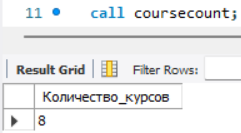 11 call coursecount;
Result Grid Filter Rows:
Количество_курсов
8